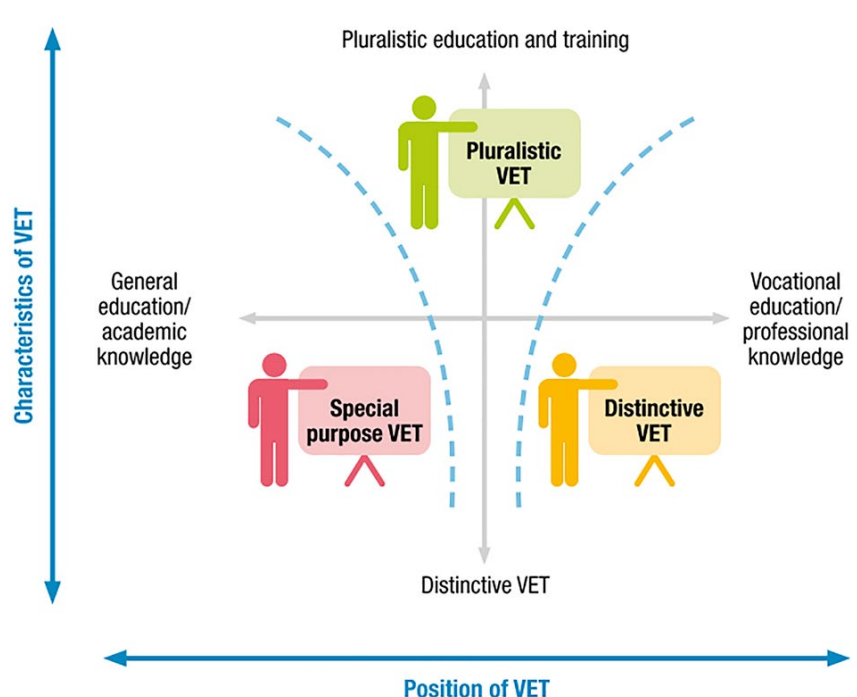 Pluralistic education and training
Pluralistic
VET
Characteristics of VET
General
education/
academic
knowledge
Vocational
education/
professional
knowledge
Special
purpose VET
Distinctive
VET
Distinctive VET
Position of VET